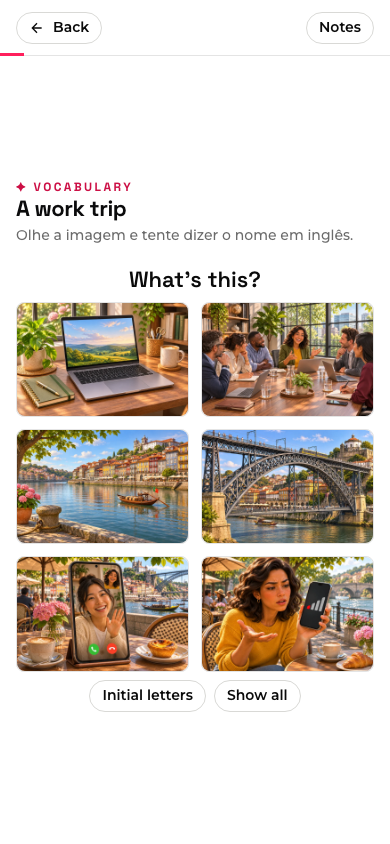 Back
Notes
VOCABULARY
A work trip
Olhe a imagem e tente dizer o nome em inglês.
What's this?
Initial letters
Show all